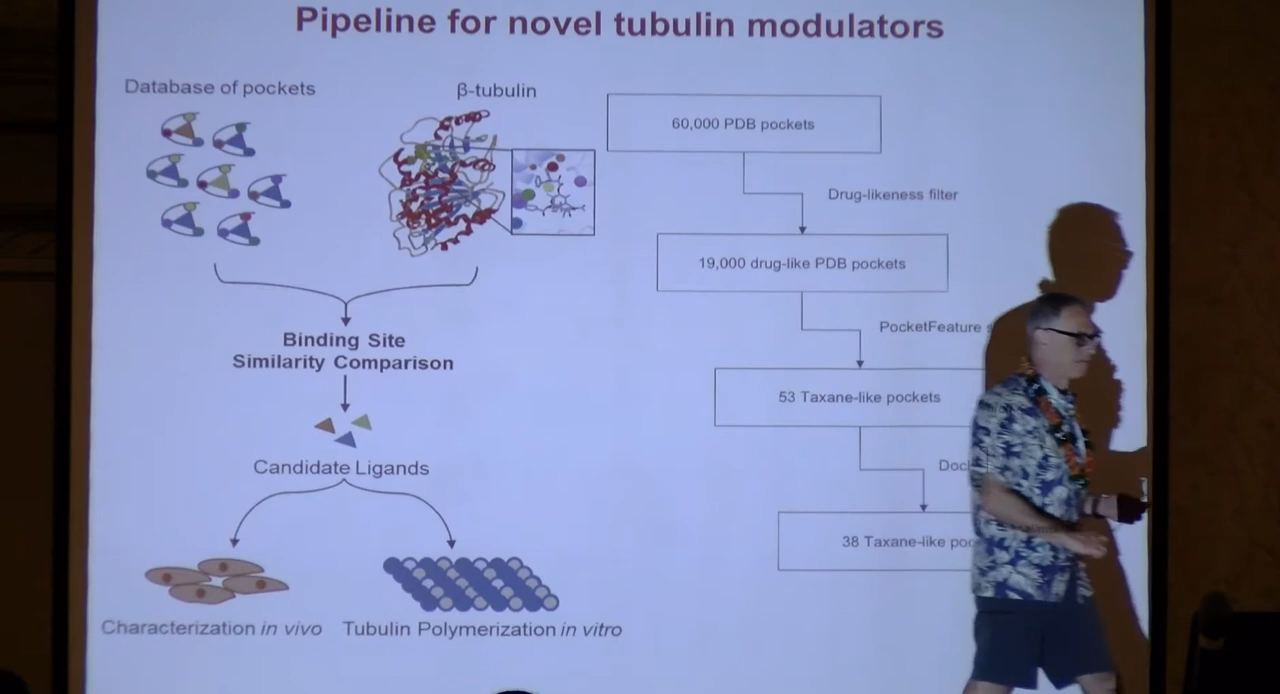 Pipeline for novel tubulin modulators
Database of pockets
β-tubulin
Binding Site
Similarity Comparison
Candidate Ligands
Characterization in vivo
Tubulin Polymerization in vitro
60,000 PDB pockets
Drug-likeness filter
19,000 drug-like PDB pockets
PocketFeature
53 Taxane-like pockets
38 Taxane-like